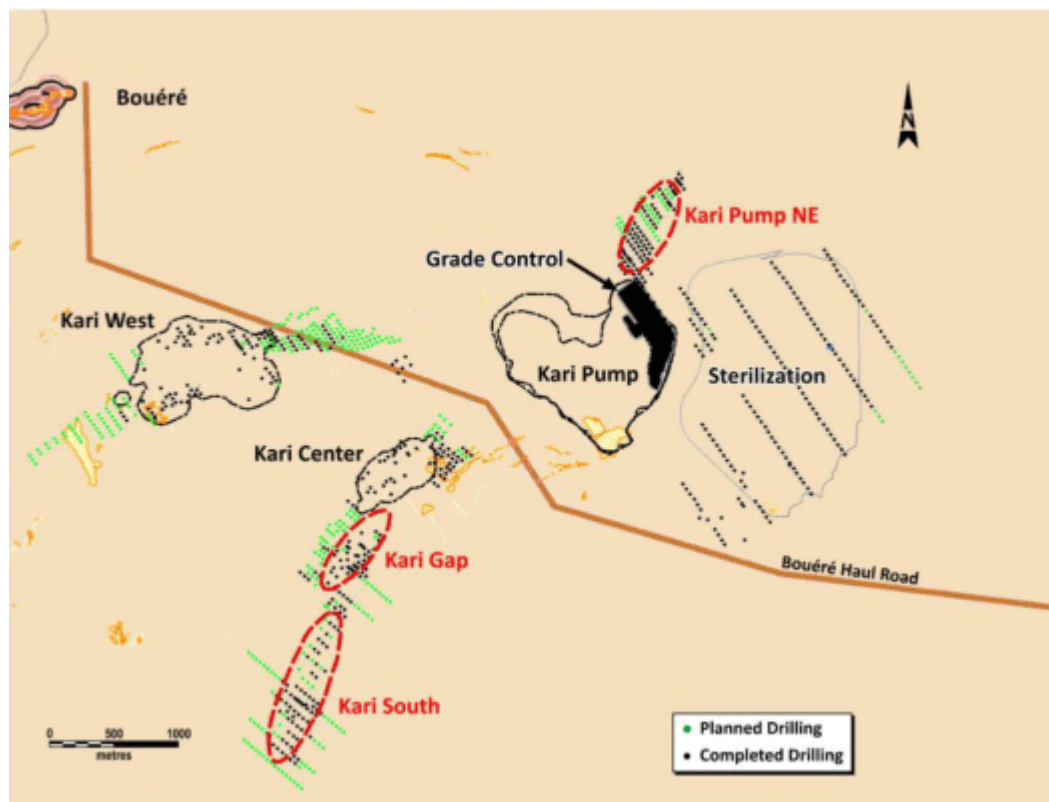 Bouéré
N
Kari Pump NE
Grade Control
Kari West
Kari Pump
Sterilization
Kari Center
Kari Gap
Bouéré Haul Road
Kari South
0 500 1000
metres
Planned Drilling
Completed Drilling